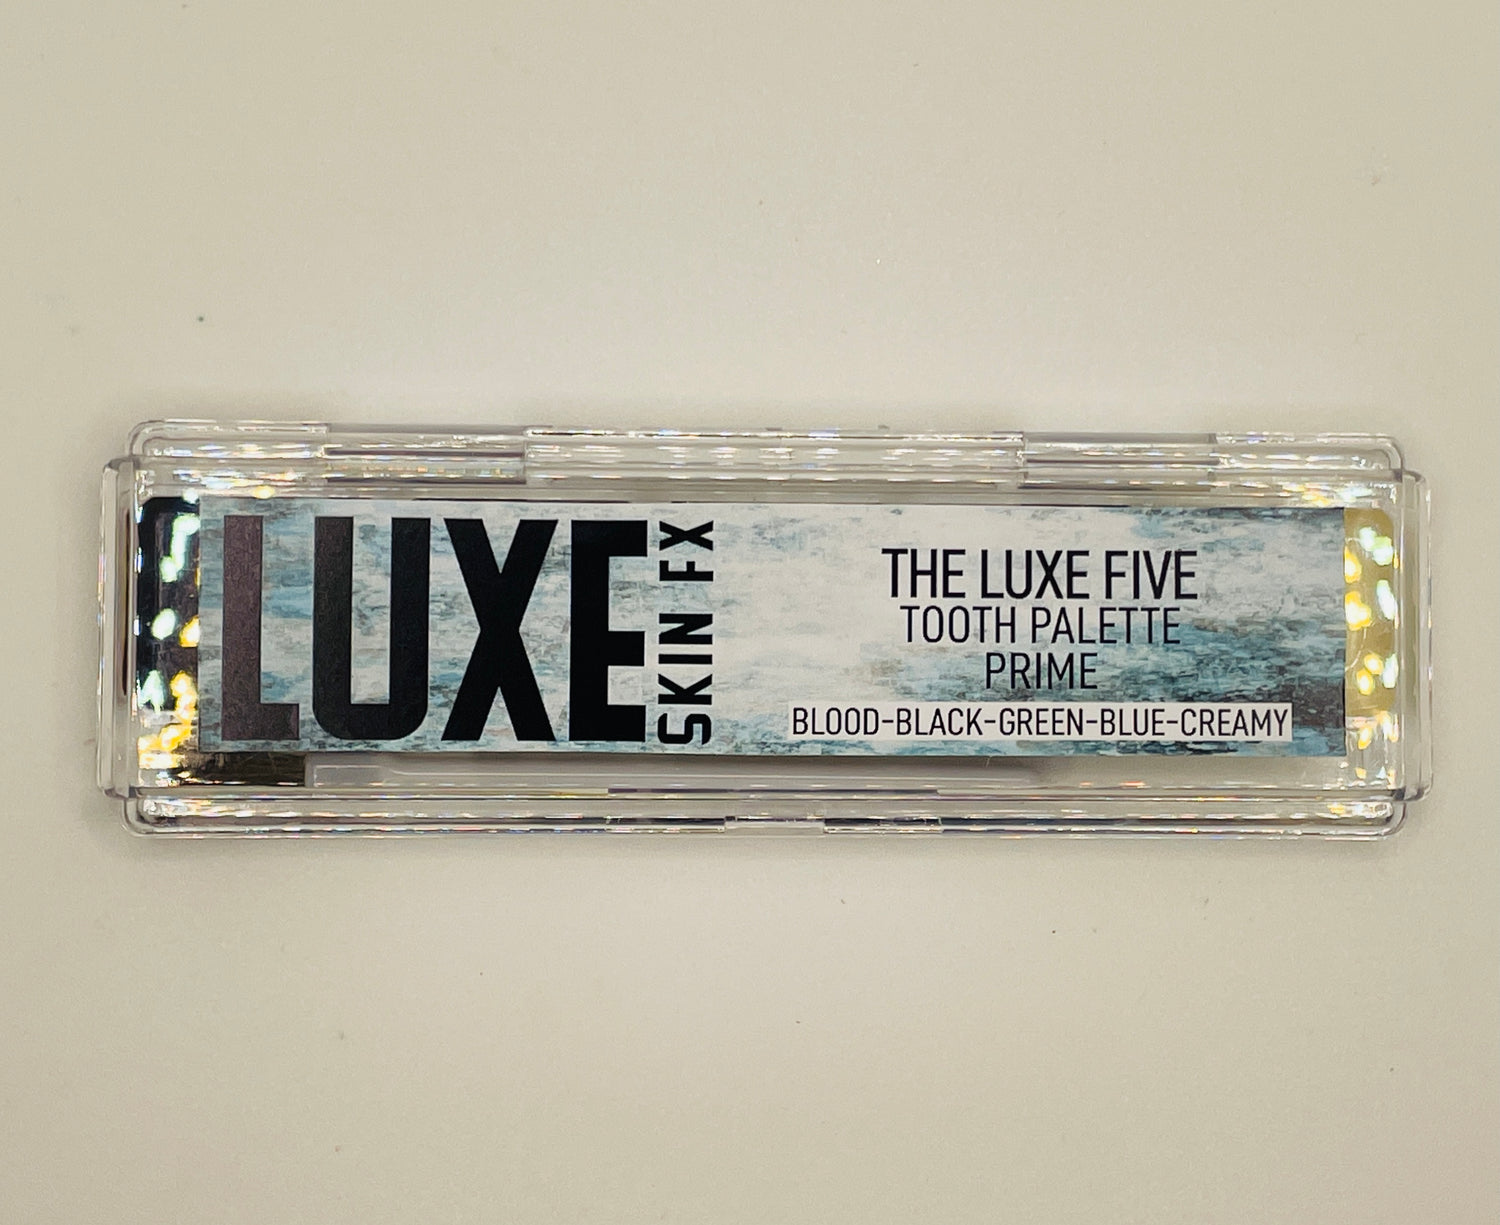 LUXE
SKIN FX
THE LUXE FIVE
TOOTH PALETTE
PRIME
BLOOD-BLACK-GREEN-BLUE-CREAMY